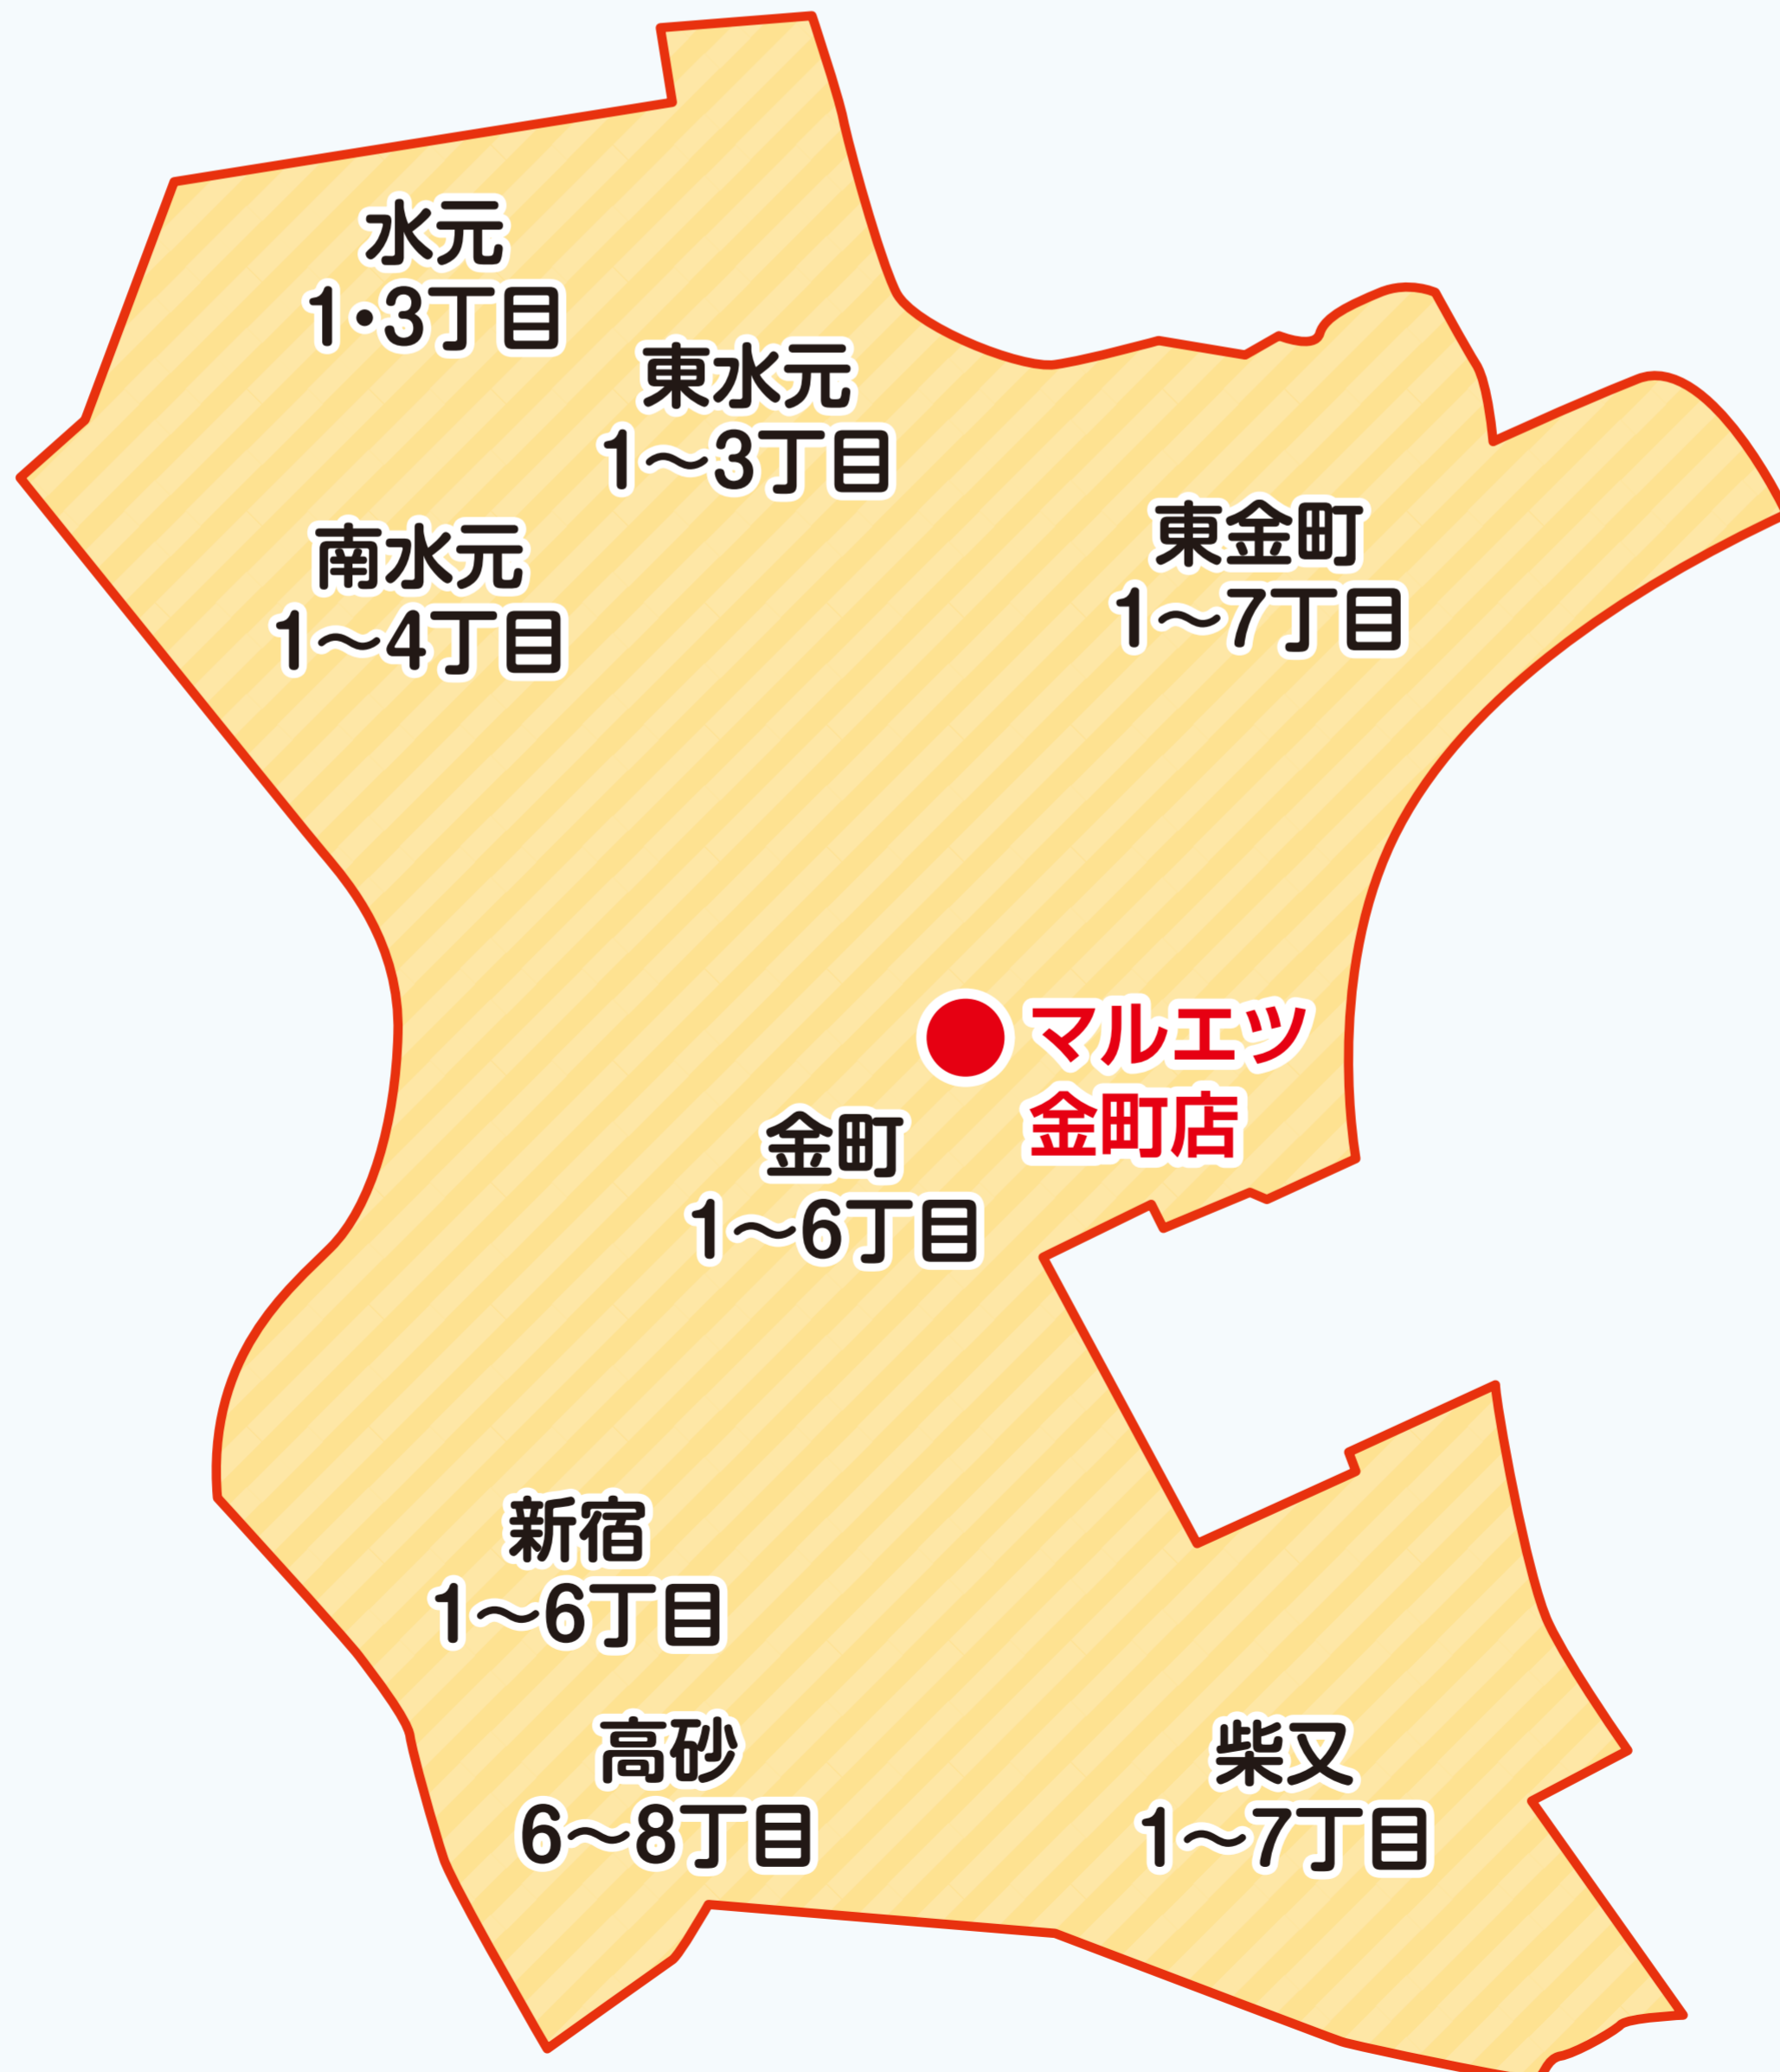 水元
1・3丁目
東水元
1～3丁目
南水元
1～4丁目
東金町
1～7丁目
マルエツ
金町店
金町
1～6丁目
新宿
1～6丁目
高砂
6～8丁目
柴又
1～7丁目